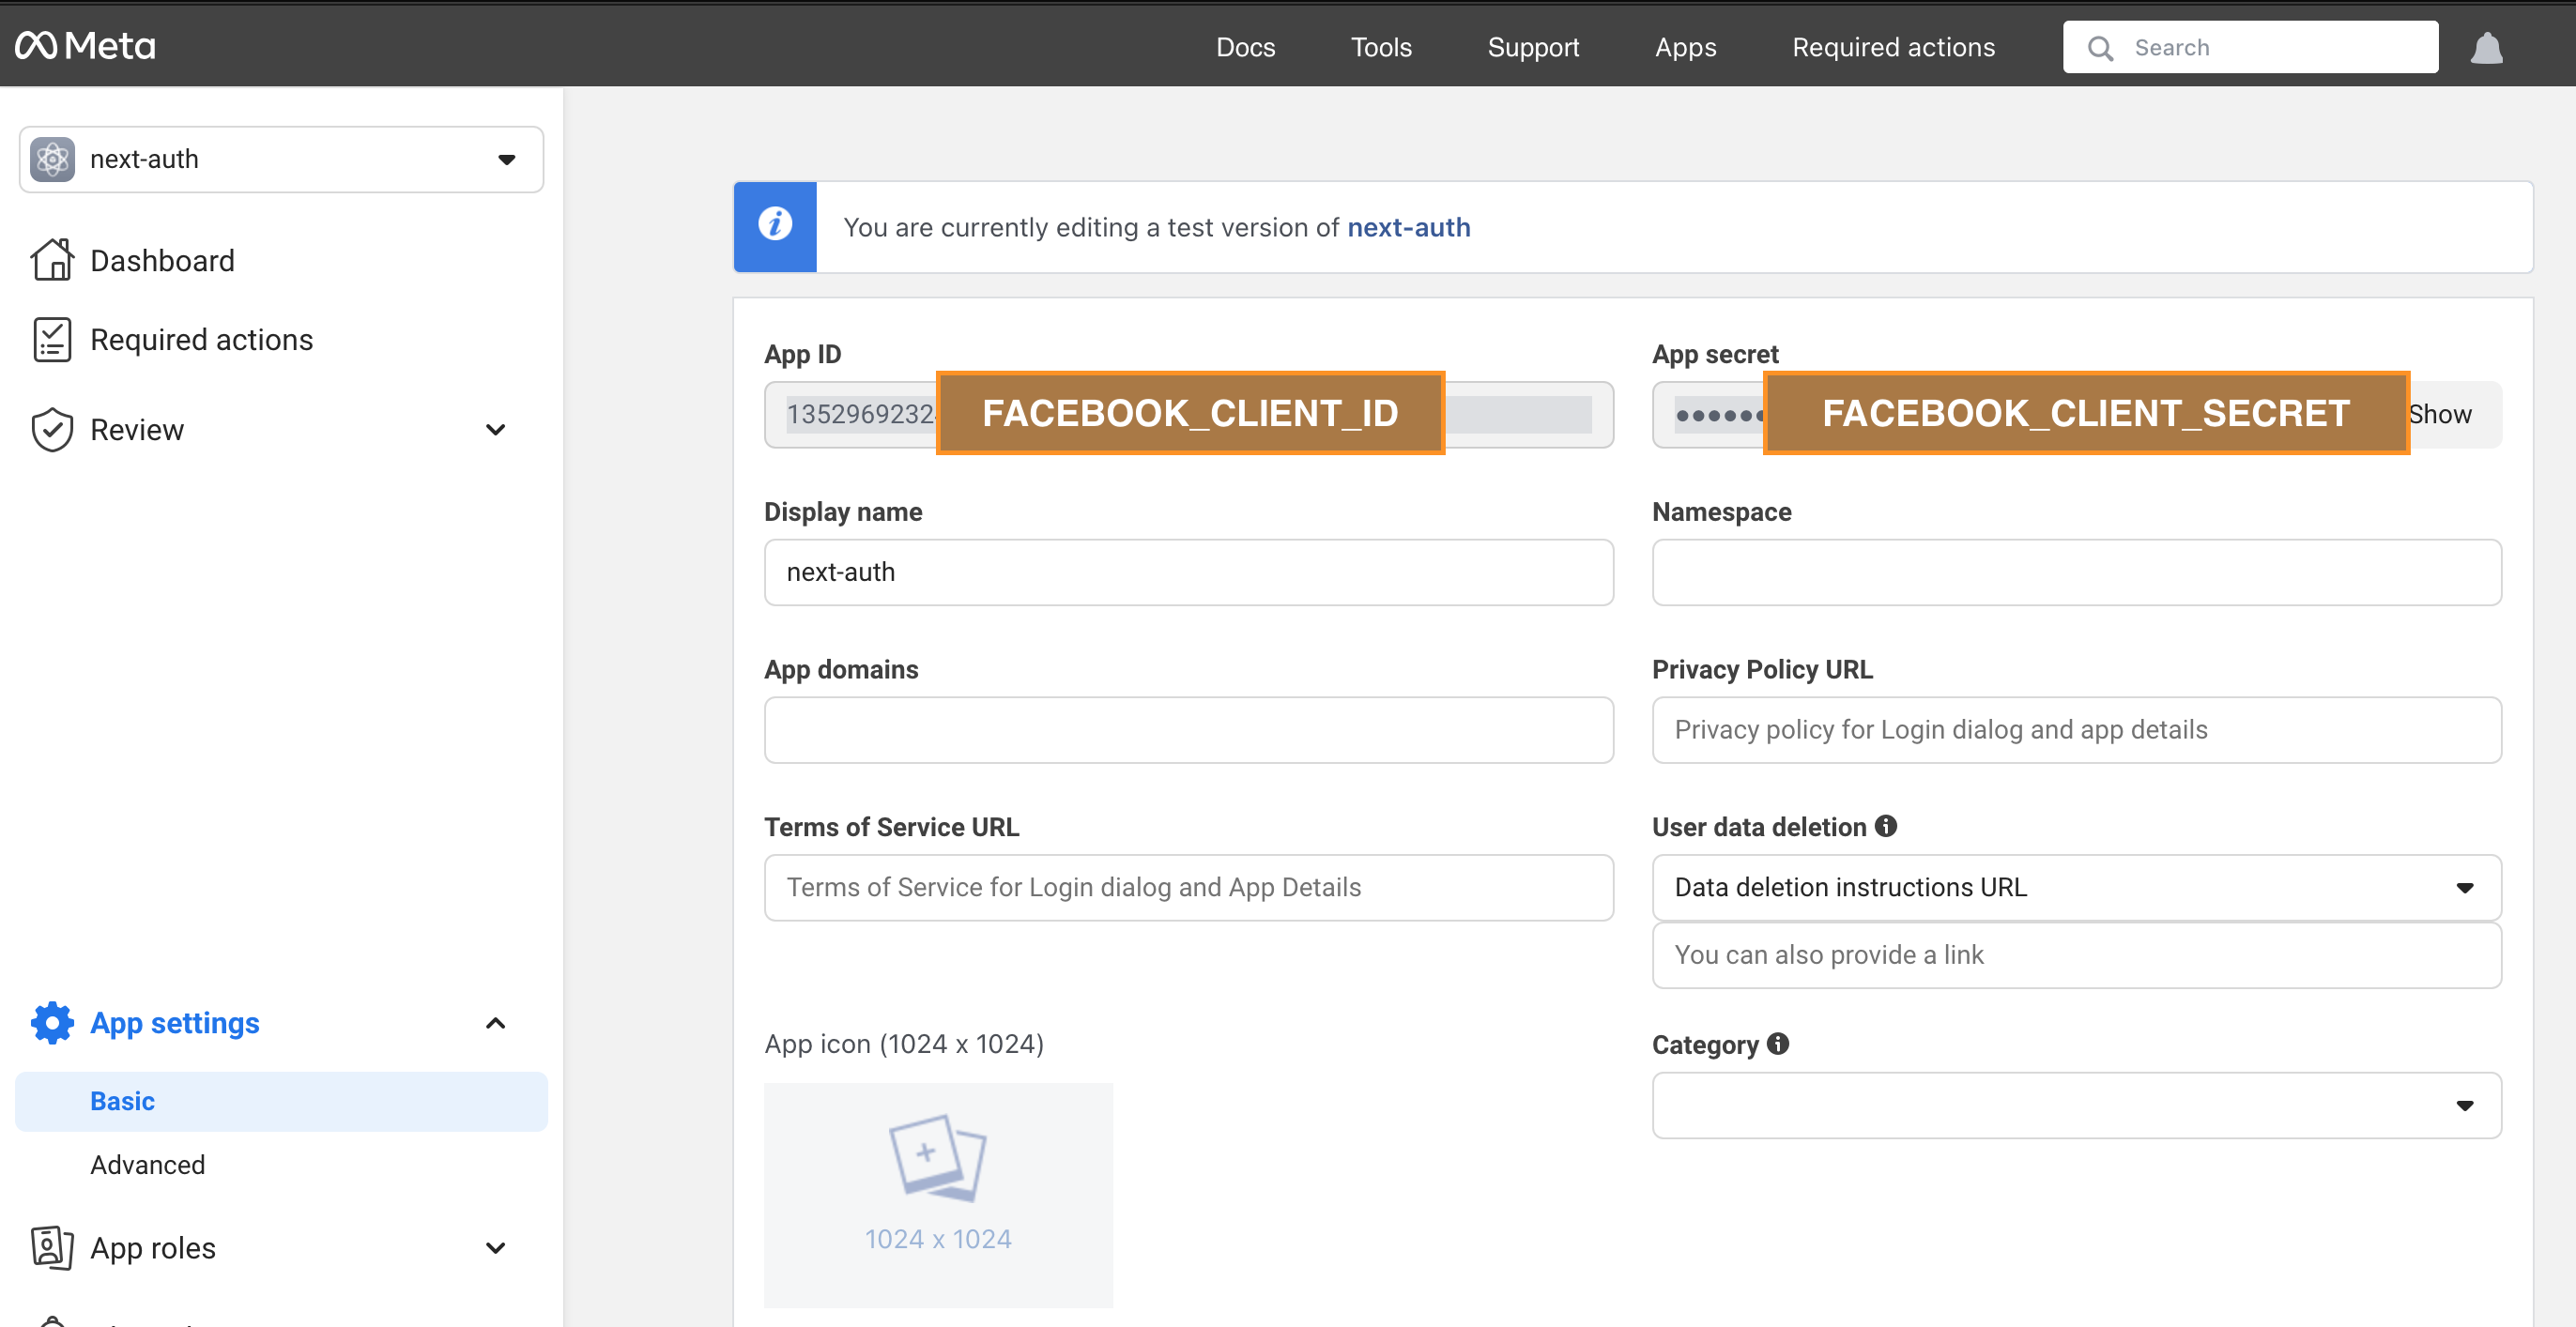 Meta
Docs
Tools
Support
Apps
Required actions
Search
next-auth
Dashboard
Required actions
Review
App settings
Basic
Advanced
App roles
You are currently editing a test version of next-auth
App ID
1352969232
FACEBOOK_CLIENT_ID
App secret
FACEBOOK_CLIENT_SECRET
Show
Display name
next-auth
Namespace
App domains
Privacy Policy URL
Privacy policy for Login dialog and app details
Terms of Service URL
Terms of Service for Login dialog and App Details
User data deletion
Data deletion instructions URL
You can also provide a link
App icon (1024 x 1024)
1024 x 1024
Category